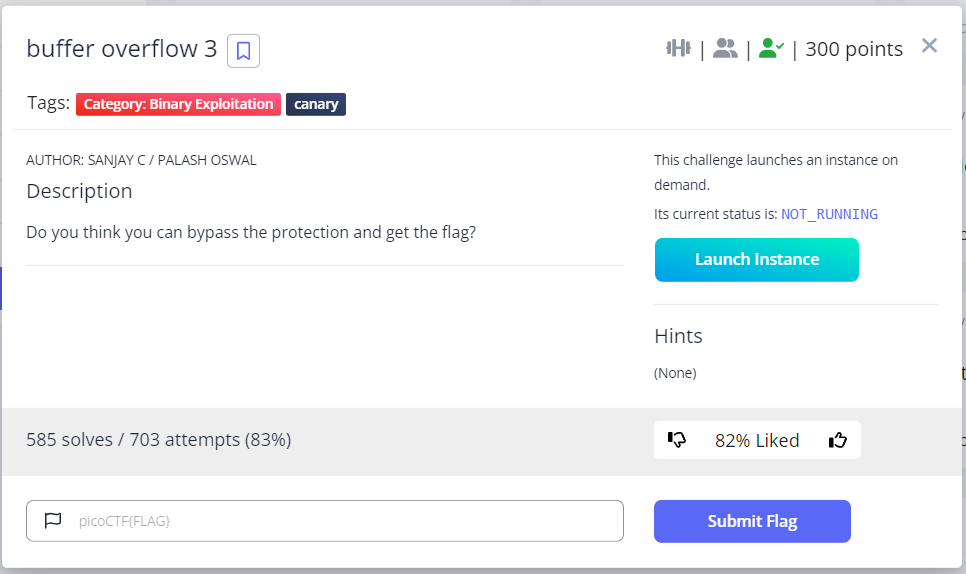 buffer overflow 3
| | | 300 points
Tags: Category: Binary Exploitation canary
AUTHOR: SANJAY C / PALASH OSWAL
Description
Do you think you can bypass the protection and get the flag?
This challenge launches an instance on
demand.
Its current status is: NOT_RUNNING
Launch Instance
Hints
(None)
585 solves / 703 attempts (83%)
82% Liked
picoCTF{FLAG}
Submit Flag